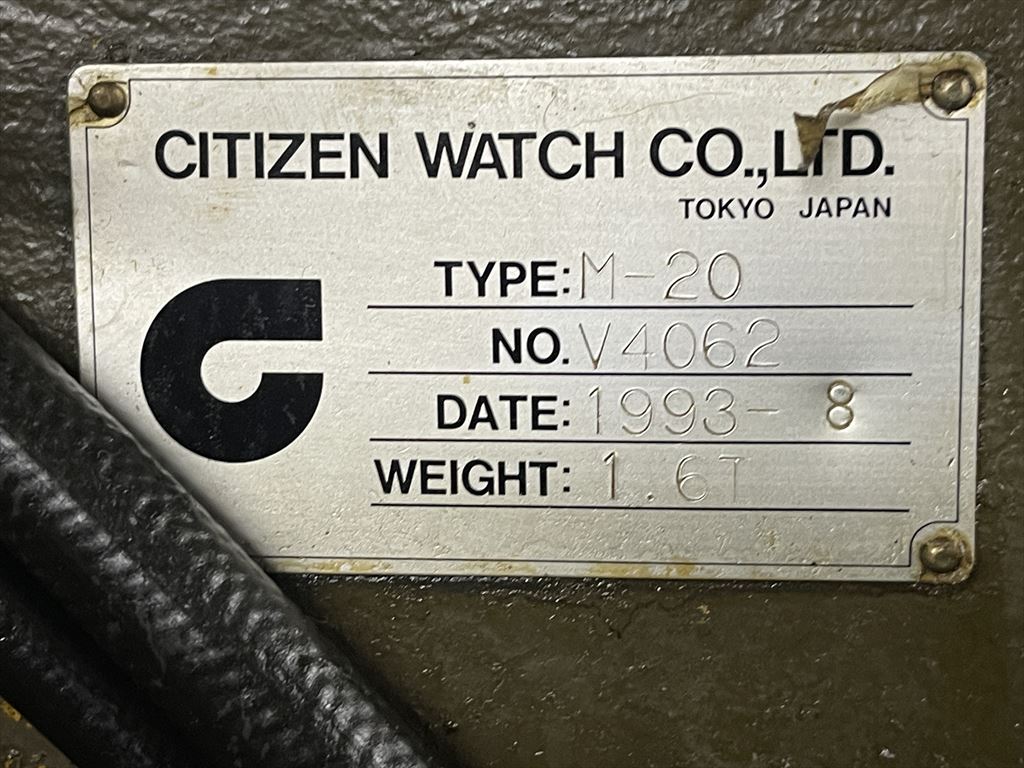 CITIZEN WATCH CO.,LTD.
TOKYO JAPAN
TYPE: M-20
NO. V4062
DATE: 1993- 8
WEIGHT: 1.6T